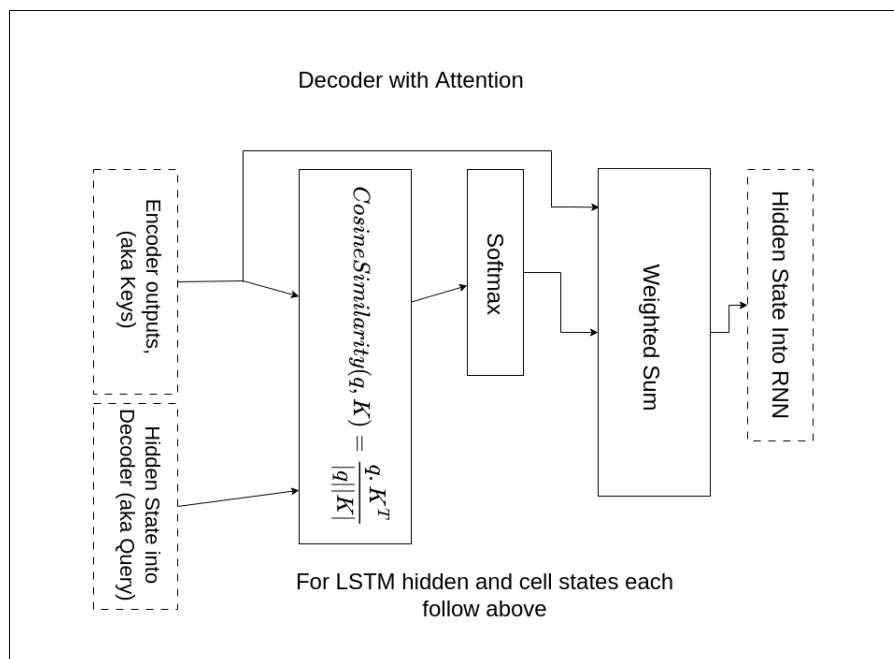 Decoder with Attention
Encoder outputs,
(aka Keys)
Hidden State into
Decoder (aka Query)
CosineSimilarity(q, K) = \frac{q.K^T}{|q||K|}
Softmax
Weighted Sum
Hidden State Into RNN
For LSTM hidden and cell states each
follow above